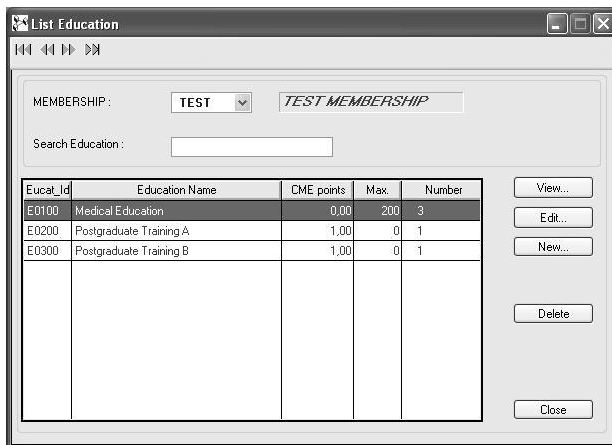 List Education
MEMBERSHIP : TEST TEST MEMBERSHIP
Search Education :
Eucat_Id Education Name CME points Max. Number
E0100 Medical Education 0,00 200 3
E0200 Postgraduate Training A 1,00 0 1
E0300 Postgraduate Training B 1,00 0 1
View...
Edit...
New...
Delete
Close